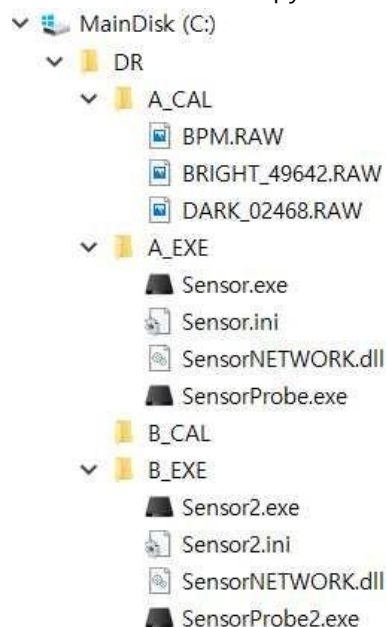 MainDisk (C:)
DR
A_CAL
BPM.RAW
BRIGHT_49642.RAW
DARK_02468.RAW
A_EXE
Sensor.exe
Sensor.ini
SensorNETWORK.dll
SensorProbe.exe
B_CAL
B_EXE
Sensor2.exe
Sensor2.ini
SensorNETWORK.dll
SensorProbe2.exe